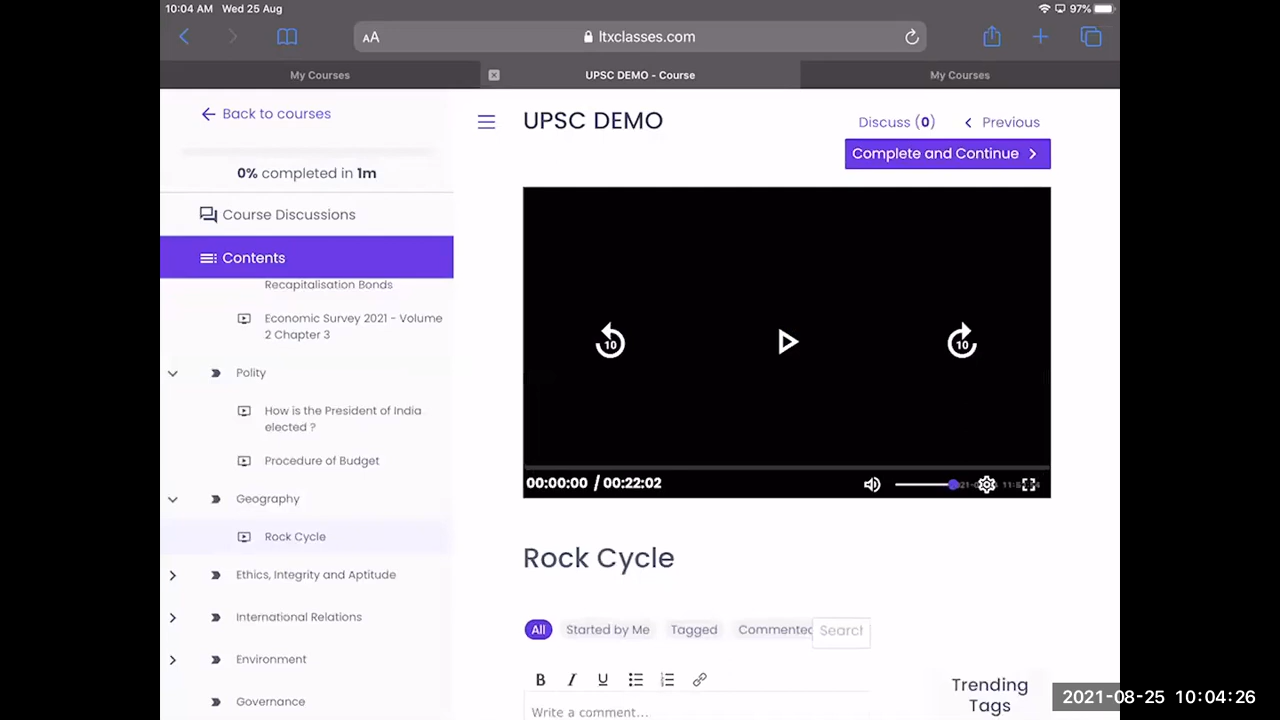 10:04 AM Wed 25 Aug
97%
AA
ltxclasses.com
My Courses
UPSC DEMO - Course
My Courses
Back to courses
0% completed in 1m
Course Discussions
Contents
Recapitalisation Bonds
Economic Survey 2021 - Volume
2 Chapter 3
Polity
How is the President of India
elected ?
Procedure of Budget
Geography
Rock Cycle
Ethics, Integrity and Aptitude
International Relations
Environment
Governance
UPSC DEMO
Discuss (0)
Previous
Complete and Continue
10
10
00:00:00 / 00:22:02
Rock Cycle
All
Started by Me
Tagged
Commented
Search
B I U
Write a comment...
Trending
Tags
2021-08-25 10:04:26